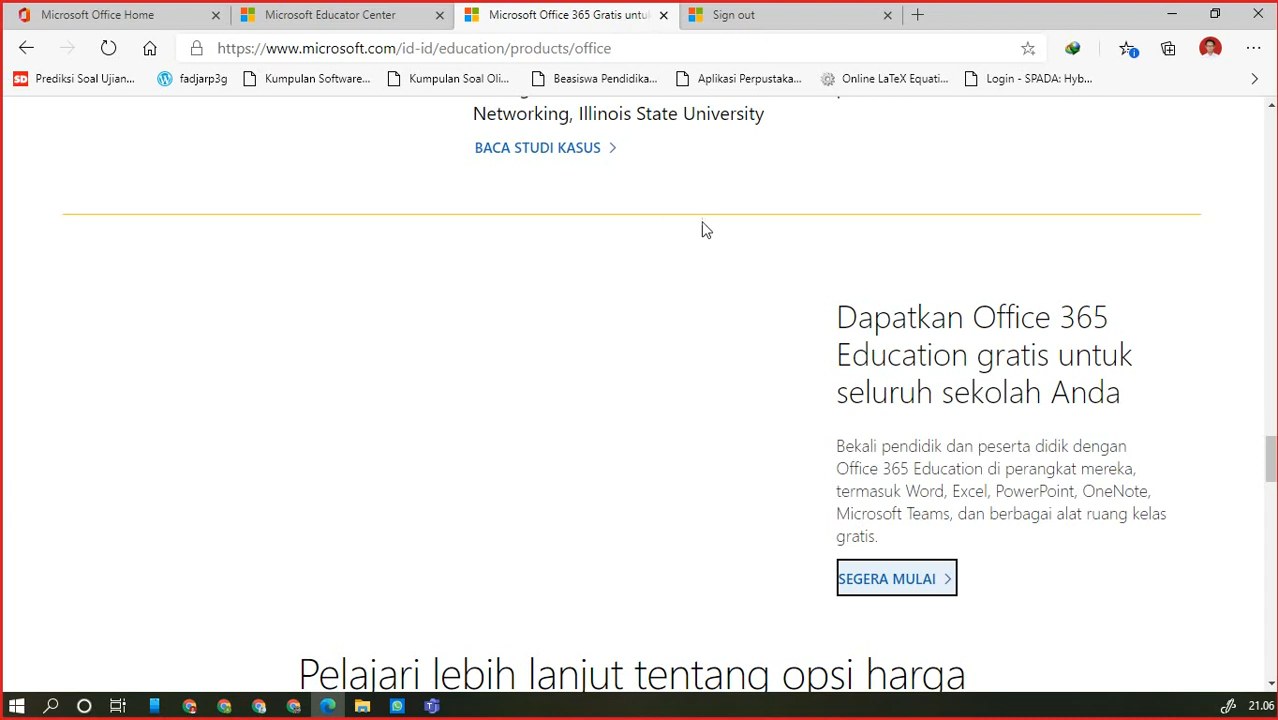 Microsoft Office Home
Microsoft Educator Center
Microsoft Office 365 Gratis untu
Sign out
https://www.microsoft.com/id-id/education/products/office
Prediksi Soal Ujian...
fadjarp3g
Kumpulan Software...
Kumpulan Soal Oli...
Beasiswa Pendidika...
Aplikasi Perpustaka...
Online LaTeX Equati...
Login - SPADA: Hyb...
Networking, Illinois State University
BACA STUDI KASUS
Dapatkan Office 365
Education gratis untuk
seluruh sekolah Anda
Bekali pendidik dan peserta didik dengan
Office 365 Education di perangkat mereka,
termasuk Word, Excel, PowerPoint, OneNote,
Microsoft Teams, dan berbagai alat ruang kelas
gratis.
SEGERA MULAI
Pelajari lebih lanjut tentang opsi harga
21.06